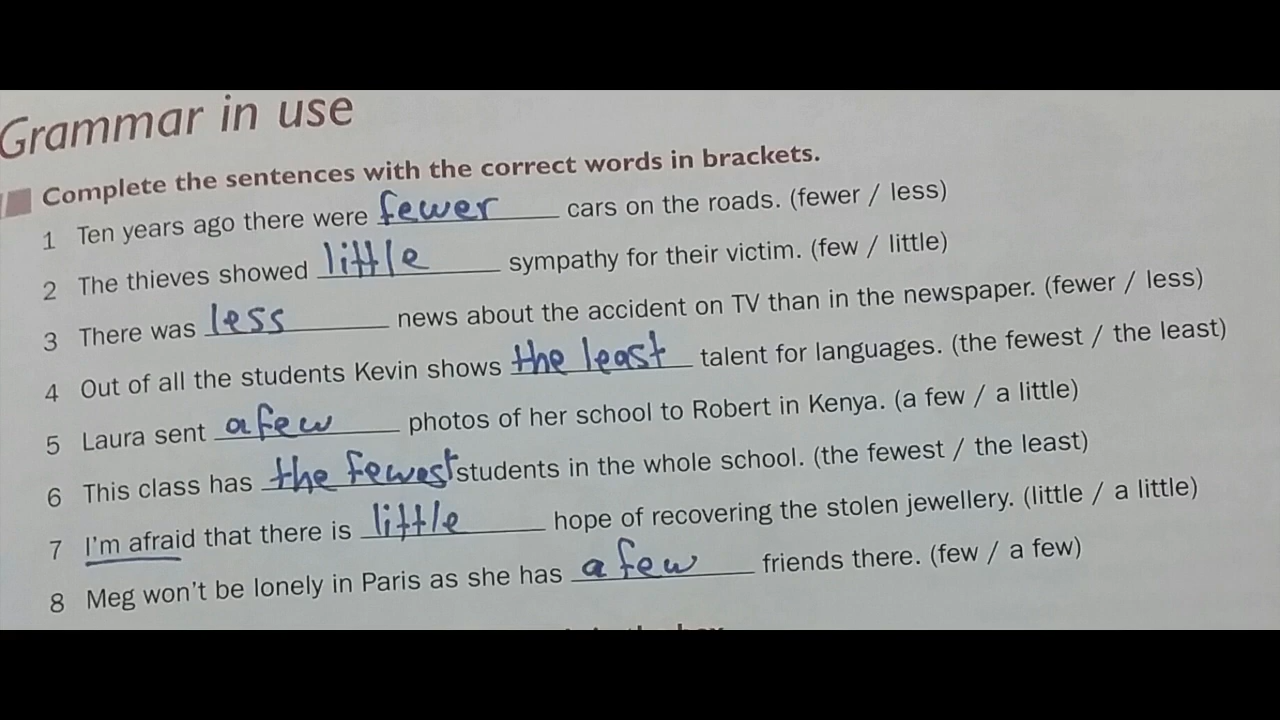 Grammar in use
Complete the sentences with the correct words in brackets.
1 Ten years ago there were fewer cars on the roads. (fewer / less)
2 The thieves showed little sympathy for their victim. (few / little)
3 There was less news about the accident on TV than in the newspaper. (fewer / less)
4 Out of all the students Kevin shows the least talent for languages. (the fewest / the least)
5 Laura sent a few photos of her school to Robert in Kenya. (a few / a little)
6 This class has the fewest students in the whole school. (the fewest / the least)
7 I'm afraid that there is little hope of recovering the stolen jewellery. (little / a little)
8 Meg won't be lonely in Paris as she has a few friends there. (few / a few)